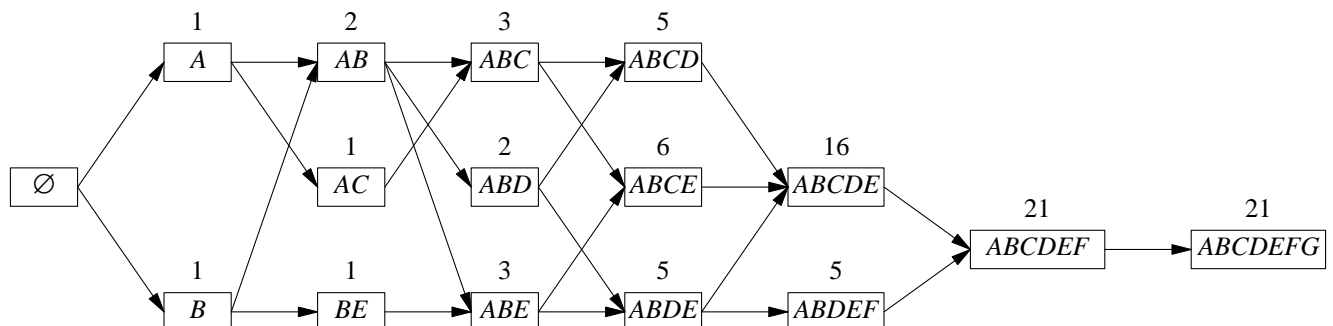 1 2 3 5
A AB ABC ABCD
1 2 6 16
∅ AC ABD ABCE ABCDE
21 21
ABCDEF ABCDEFG
1 1 3 5 5
B BE ABE ABDE ABDEF